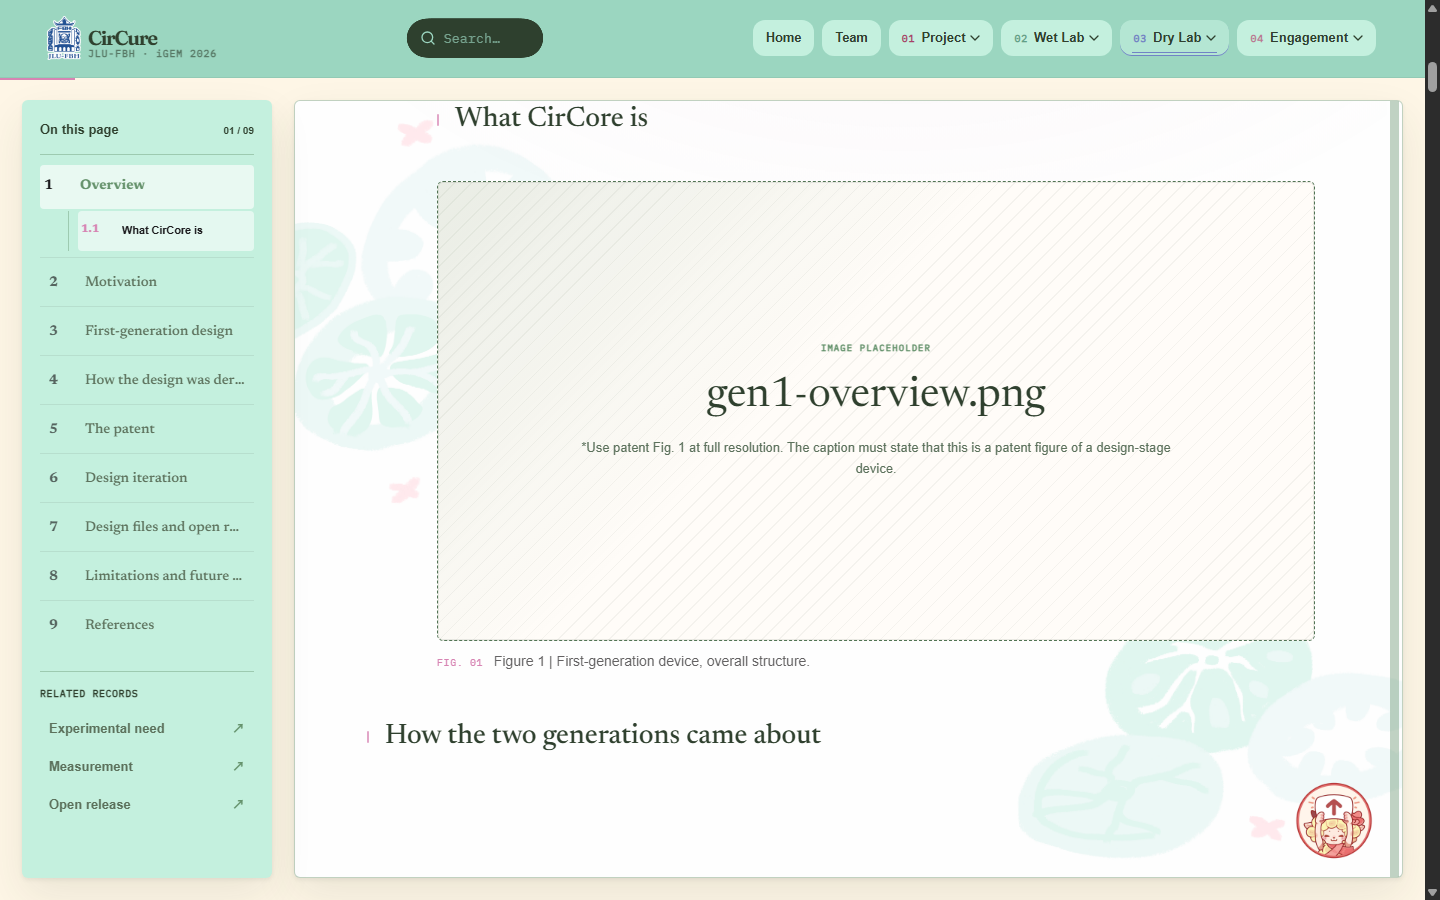 CirCure
JLU-FBH · iGEM 2026
JLU-FBH
Search…
Home
Team
01 Project
02 Wet Lab
03 Dry Lab
04 Engagement
On this page
01 / 09
1 Overview
1.1 What CirCore is
2 Motivation
3 First-generation design
4 How the design was der…
5 The patent
6 Design iteration
7 Design files and open r…
8 Limitations and future …
9 References
RELATED RECORDS
Experimental need ↗
Measurement ↗
Open release ↗
What CirCore is
IMAGE PLACEHOLDER
gen1-overview.png
*Use patent Fig. 1 at full resolution. The caption must state that this is a patent figure of a design-stage
device.
FIG. 01 Figure 1 | First-generation device, overall structure.
How the two generations came about